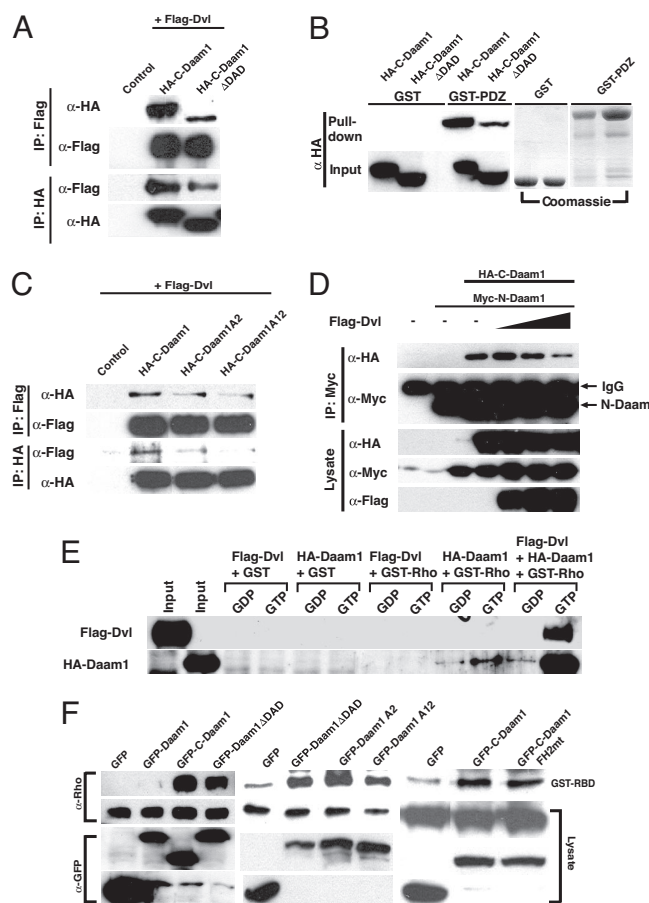 A
+ Flag-Dvl
Control
HA-C-Daam1
HA-C-Daam1 ΔDAD
IP: Flag
α-HA
α-Flag
IP: HA
α-Flag
α-HA
B
HA-C-Daam1
HA-C-Daam1 ΔDAD
HA-C-Daam1
HA-C-Daam1 ΔDAD
GST
GST-PDZ
GST
GST-PDZ
α HA
Pull-
down
Input
Coomassie
C
+ Flag-Dvl
Control
HA-C-Daam1
HA-C-Daam1A2
HA-C-Daam1A12
IP: Flag
α-HA
α-Flag
IP: HA
α-Flag
α-HA
D
HA-C-Daam1
Myc-N-Daam1
Flag-Dvl - - -
IP: Myc
α-HA
α-Myc
IgG
N-Daam
Lysate
α-HA
α-Myc
α-Flag
E
Input
Input
Flag-Dvl
+ GST
HA-Daam1
+ GST
Flag-Dvl
+ GST-Rho
HA-Daam1
+ GST-Rho
Flag-Dvl
+ HA-Daam1
+ GST-Rho
GDP GTP GDP GTP GDP GTP GDP GTP GDP GTP
Flag-Dvl
HA-Daam1
F
GFP
GFP-Daam1
GFP-C-Daam1
GFP-Daam1ΔDAD
GFP
GFP-Daam1ΔDAD
GFP-Daam1 A2
GFP-Daam1 A12
GFP
GFP-C-Daam1
GFP-C-Daam1
FH2mt
α-Rho
GST-RBD
α-GFP
Lysate